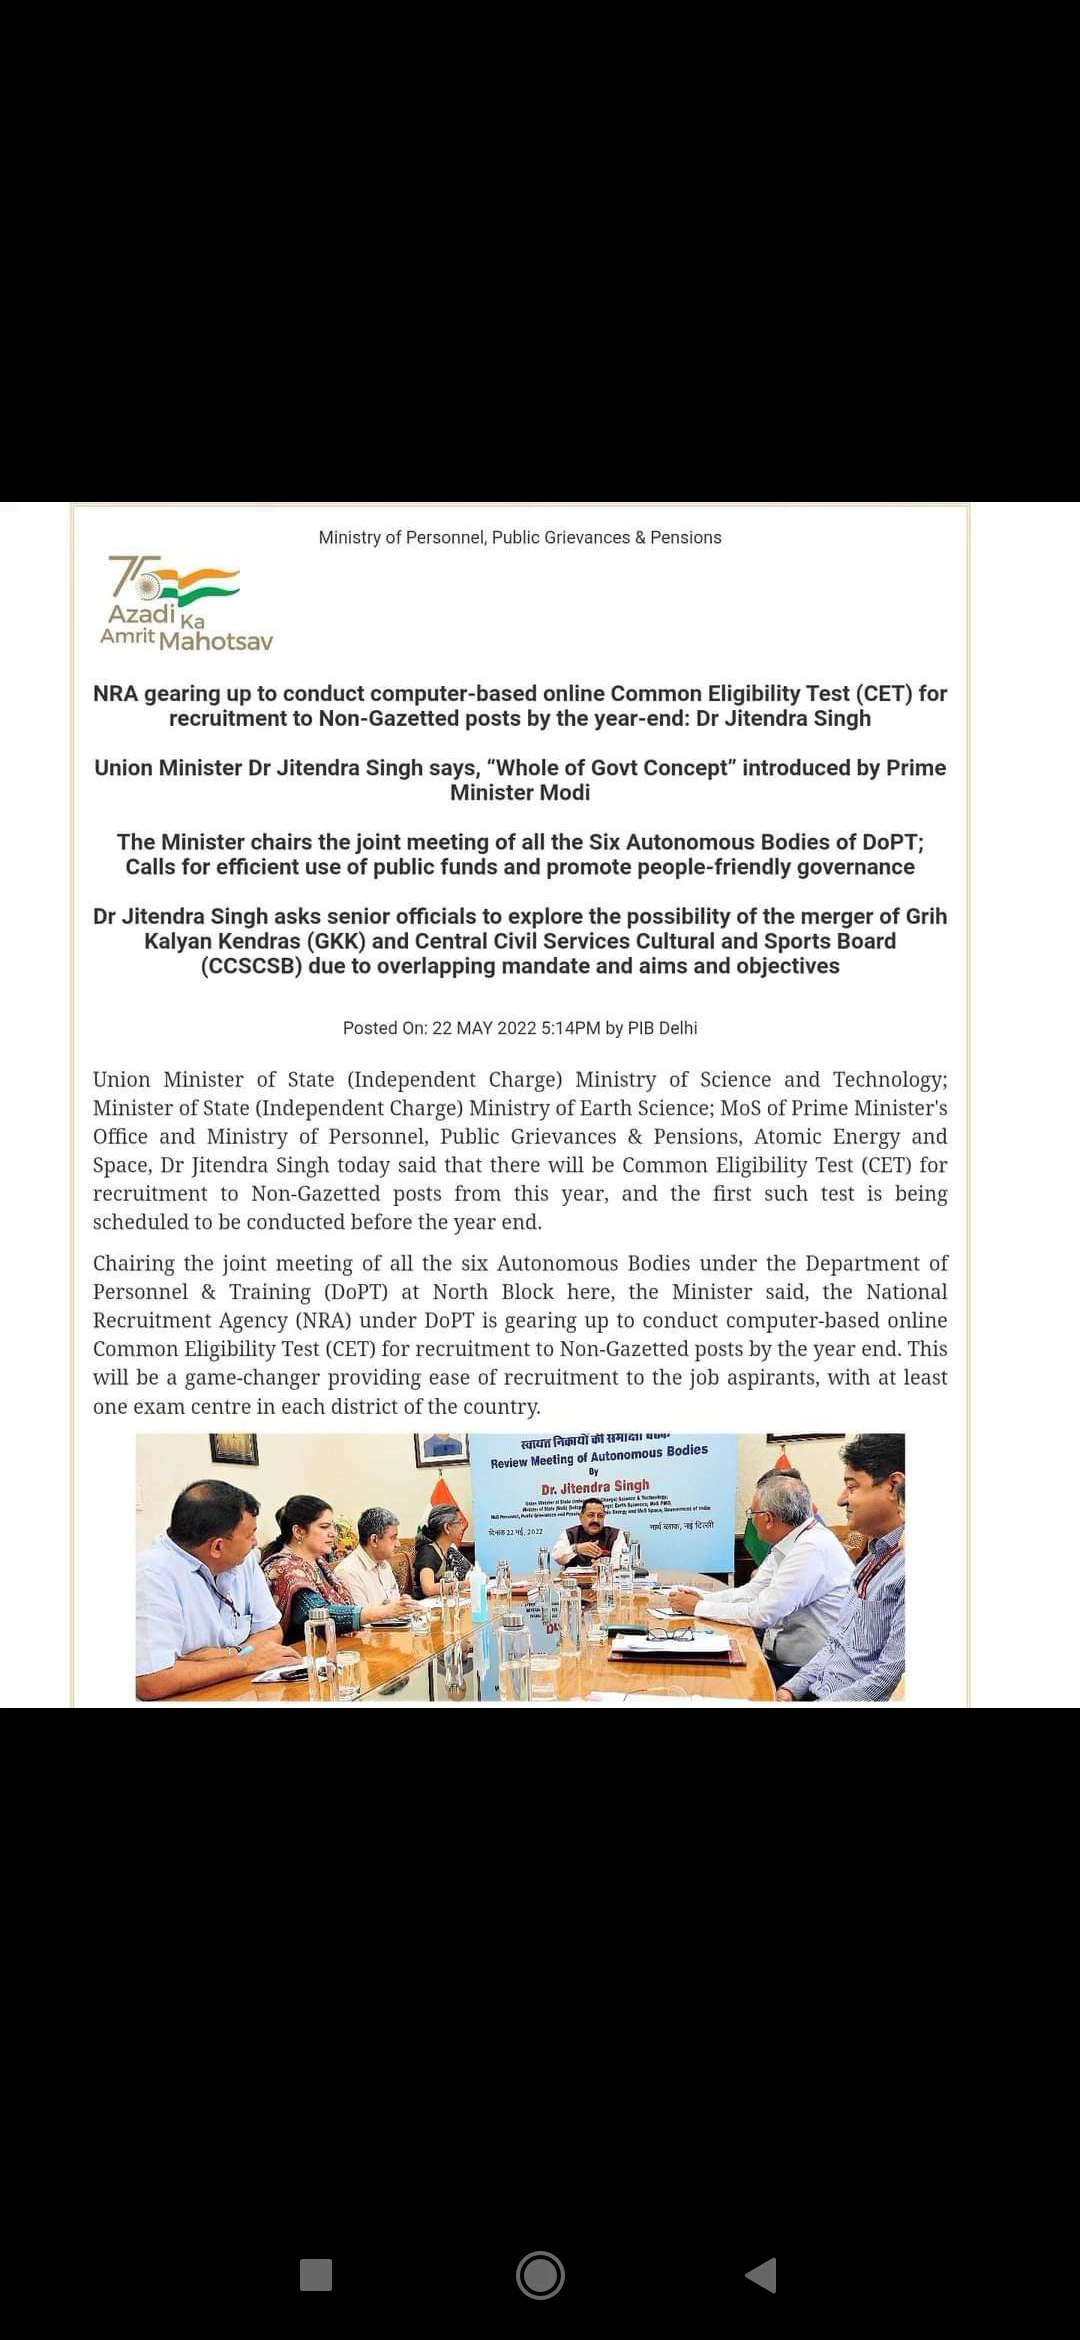 Ministry of Personnel, Public Grievances & Pensions
75
Azadi Ka
Amrit Mahotsav
NRA gearing up to conduct computer-based online Common Eligibility Test (CET) for
recruitment to Non-Gazetted posts by the year-end: Dr Jitendra Singh
Union Minister Dr Jitendra Singh says, “Whole of Govt Concept” introduced by Prime
Minister Modi
The Minister chairs the joint meeting of all the Six Autonomous Bodies of DoPT;
Calls for efficient use of public funds and promote people-friendly governance
Dr Jitendra Singh asks senior officials to explore the possibility of the merger of Grih
Kalyan Kendras (GKK) and Central Civil Services Cultural and Sports Board
(CCSCSB) due to overlapping mandate and aims and objectives
Posted On: 22 MAY 2022 5:14PM by PIB Delhi
Union Minister of State (Independent Charge) Ministry of Science and Technology;
Minister of State (Independent Charge) Ministry of Earth Science; MoS of Prime Minister's
Office and Ministry of Personnel, Public Grievances & Pensions, Atomic Energy and
Space, Dr Jitendra Singh today said that there will be Common Eligibility Test (CET) for
recruitment to Non-Gazetted posts from this year, and the first such test is being
scheduled to be conducted before the year end.
Chairing the joint meeting of all the six Autonomous Bodies under the Department of
Personnel & Training (DoPT) at North Block here, the Minister said, the National
Recruitment Agency (NRA) under DoPT is gearing up to conduct computer-based online
Common Eligibility Test (CET) for recruitment to Non-Gazetted posts by the year end. This
will be a game-changer providing ease of recruitment to the job aspirants, with at least
one exam centre in each district of the country.
स्वायत्त निकायों की समीक्षा बैठक
Review Meeting of Autonomous Bodies
By
Dr. Jitendra Singh
दिनांक 22 मई, 2022
नार्थ ब्लाक, नई दिल्ली